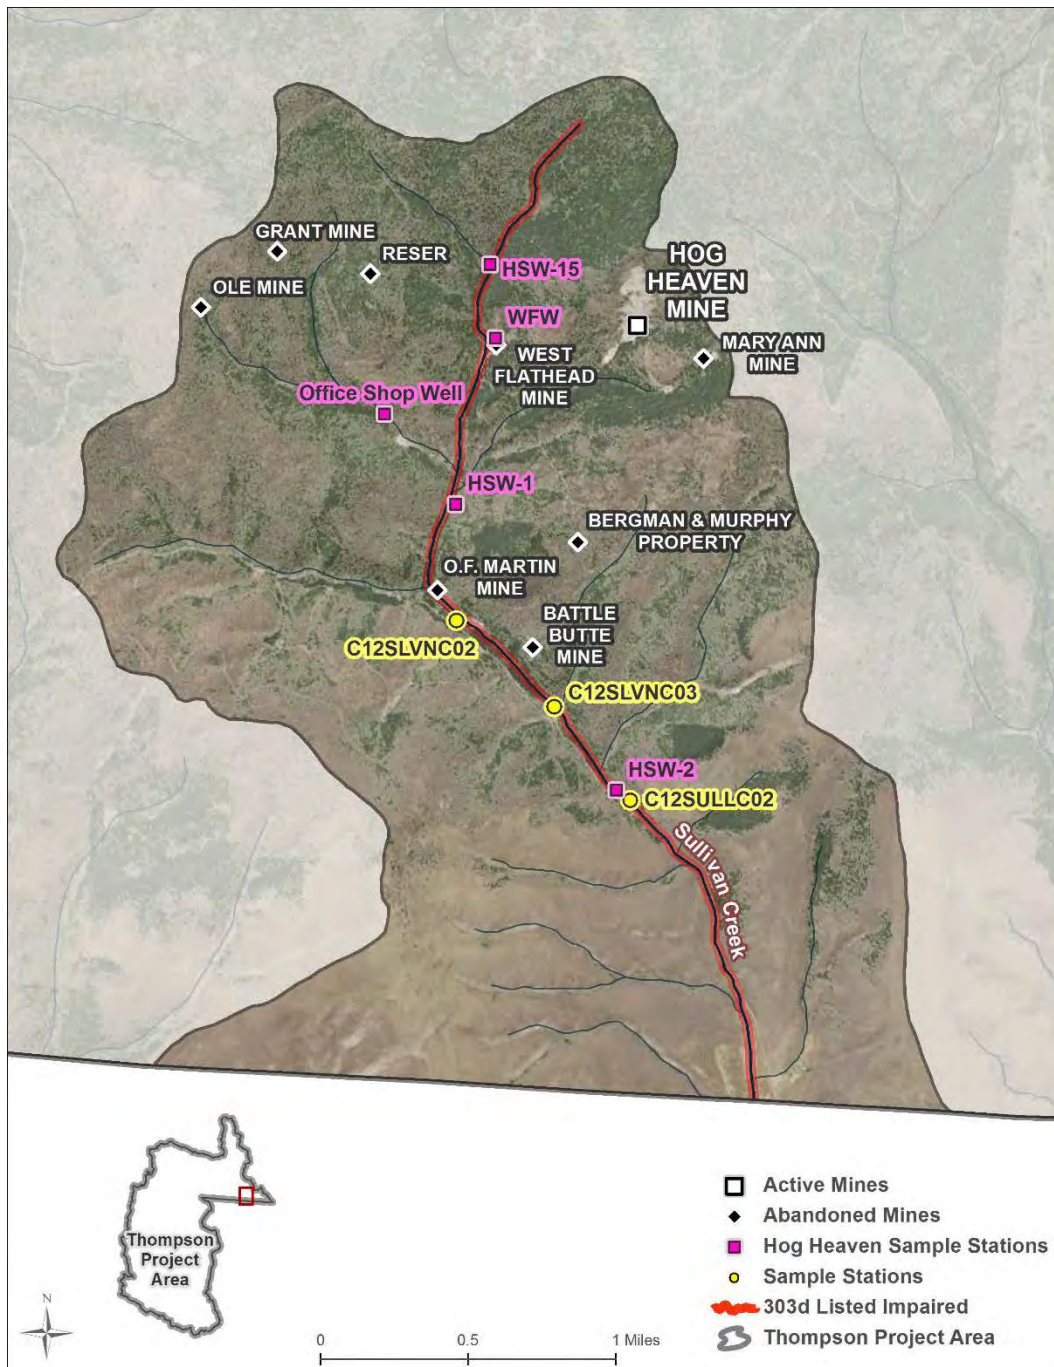 GRANT MINE
RESER
OLE MINE
HSW-15
HOG
HEAVEN
MINE
WFW
WEST
FLATHEAD
MINE
MARY ANN
MINE
Office Shop Well
HSW-1
BERGMAN & MURPHY
PROPERTY
O.F. MARTIN
MINE
BATTLE
BUTTE
MINE
C12SLVNC02
C12SLVNC03
HSW-2
C12SULLC02
Sullivan Creek
Thompson
Project
Area
N
0 0.5 1 Miles
Active Mines
Abandoned Mines
Hog Heaven Sample Stations
Sample Stations
303d Listed Impaired
Thompson Project Area